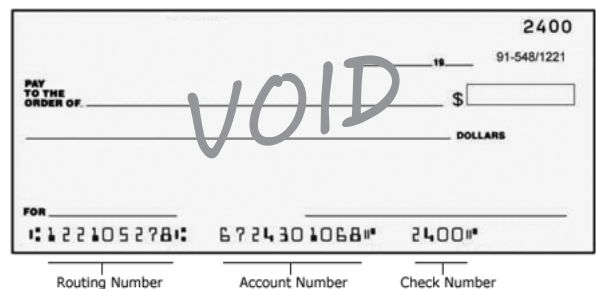 2400
19 91-548/1221
PAY
TO THE
ORDER OF $
VOID
DOLLARS
FOR
⑆122105278⑆ 6724301068⑈ 2400⑈
Routing Number Account Number Check Number